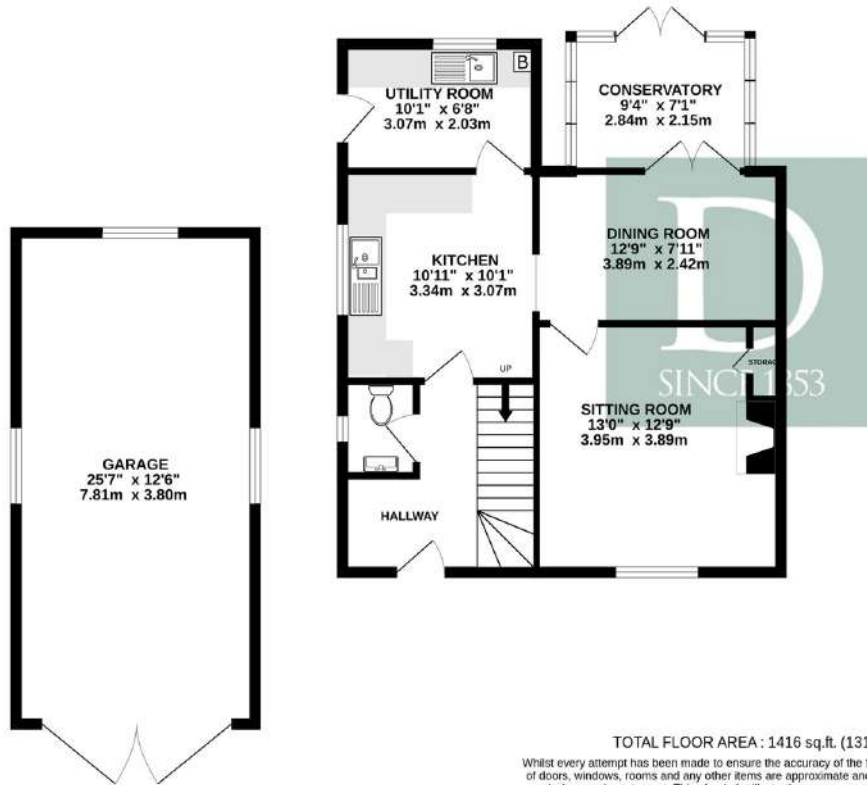 B
UTILITY ROOM
10'1" x 6'8"
3.07m x 2.03m
CONSERVATORY
9'4" x 7'1"
2.84m x 2.15m
KITCHEN
10'11" x 10'1"
3.34m x 3.07m
DINING ROOM
12'9" x 7'11"
3.89m x 2.42m
D
SINCE 1853
UP
STORAGE
SITTING ROOM
13'0" x 12'9"
3.95m x 3.89m
GARAGE
25'7" x 12'6"
7.81m x 3.80m
HALLWAY
TOTAL FLOOR AREA : 1416 sq.ft. (131
Whilst every attempt has been made to ensure the accuracy of the
of doors, windows, rooms and any other items are approximate and